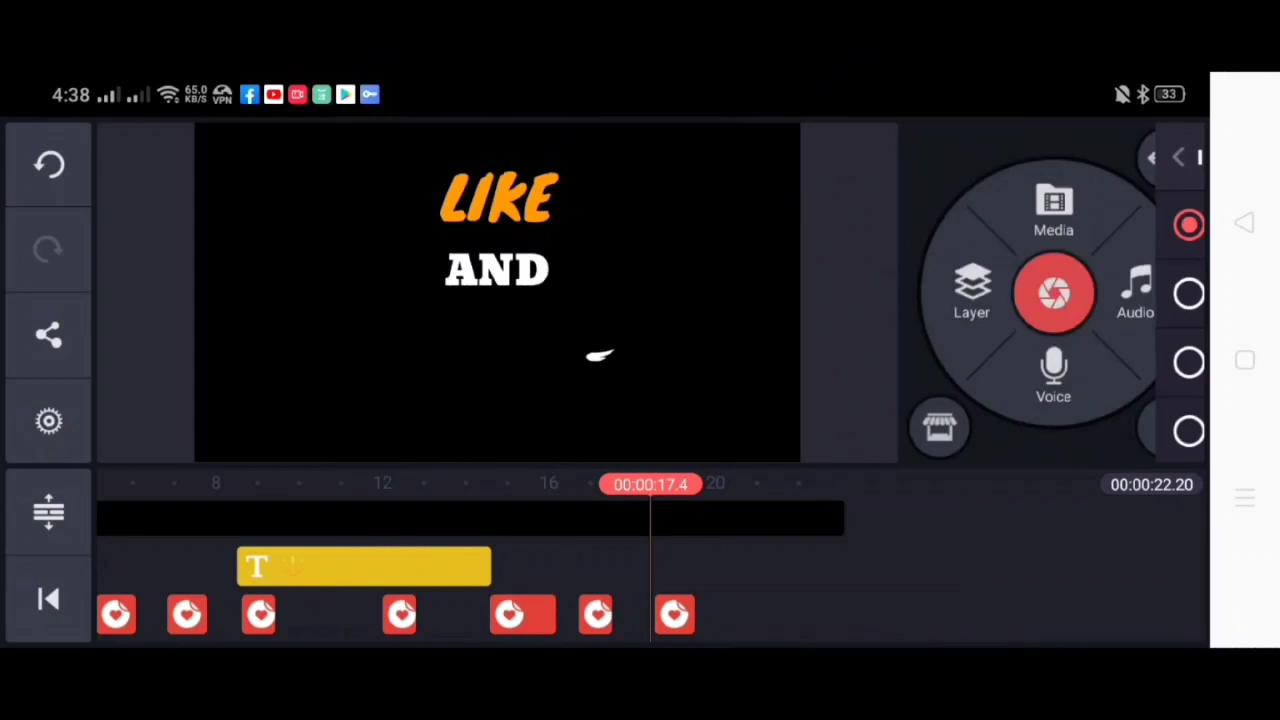 4:38 65.0 KB/S VPN 33
LIKE
AND
Media
Layer
Audio
Voice
8 12 16 00:00:17.4 20 00:00:22.20
T